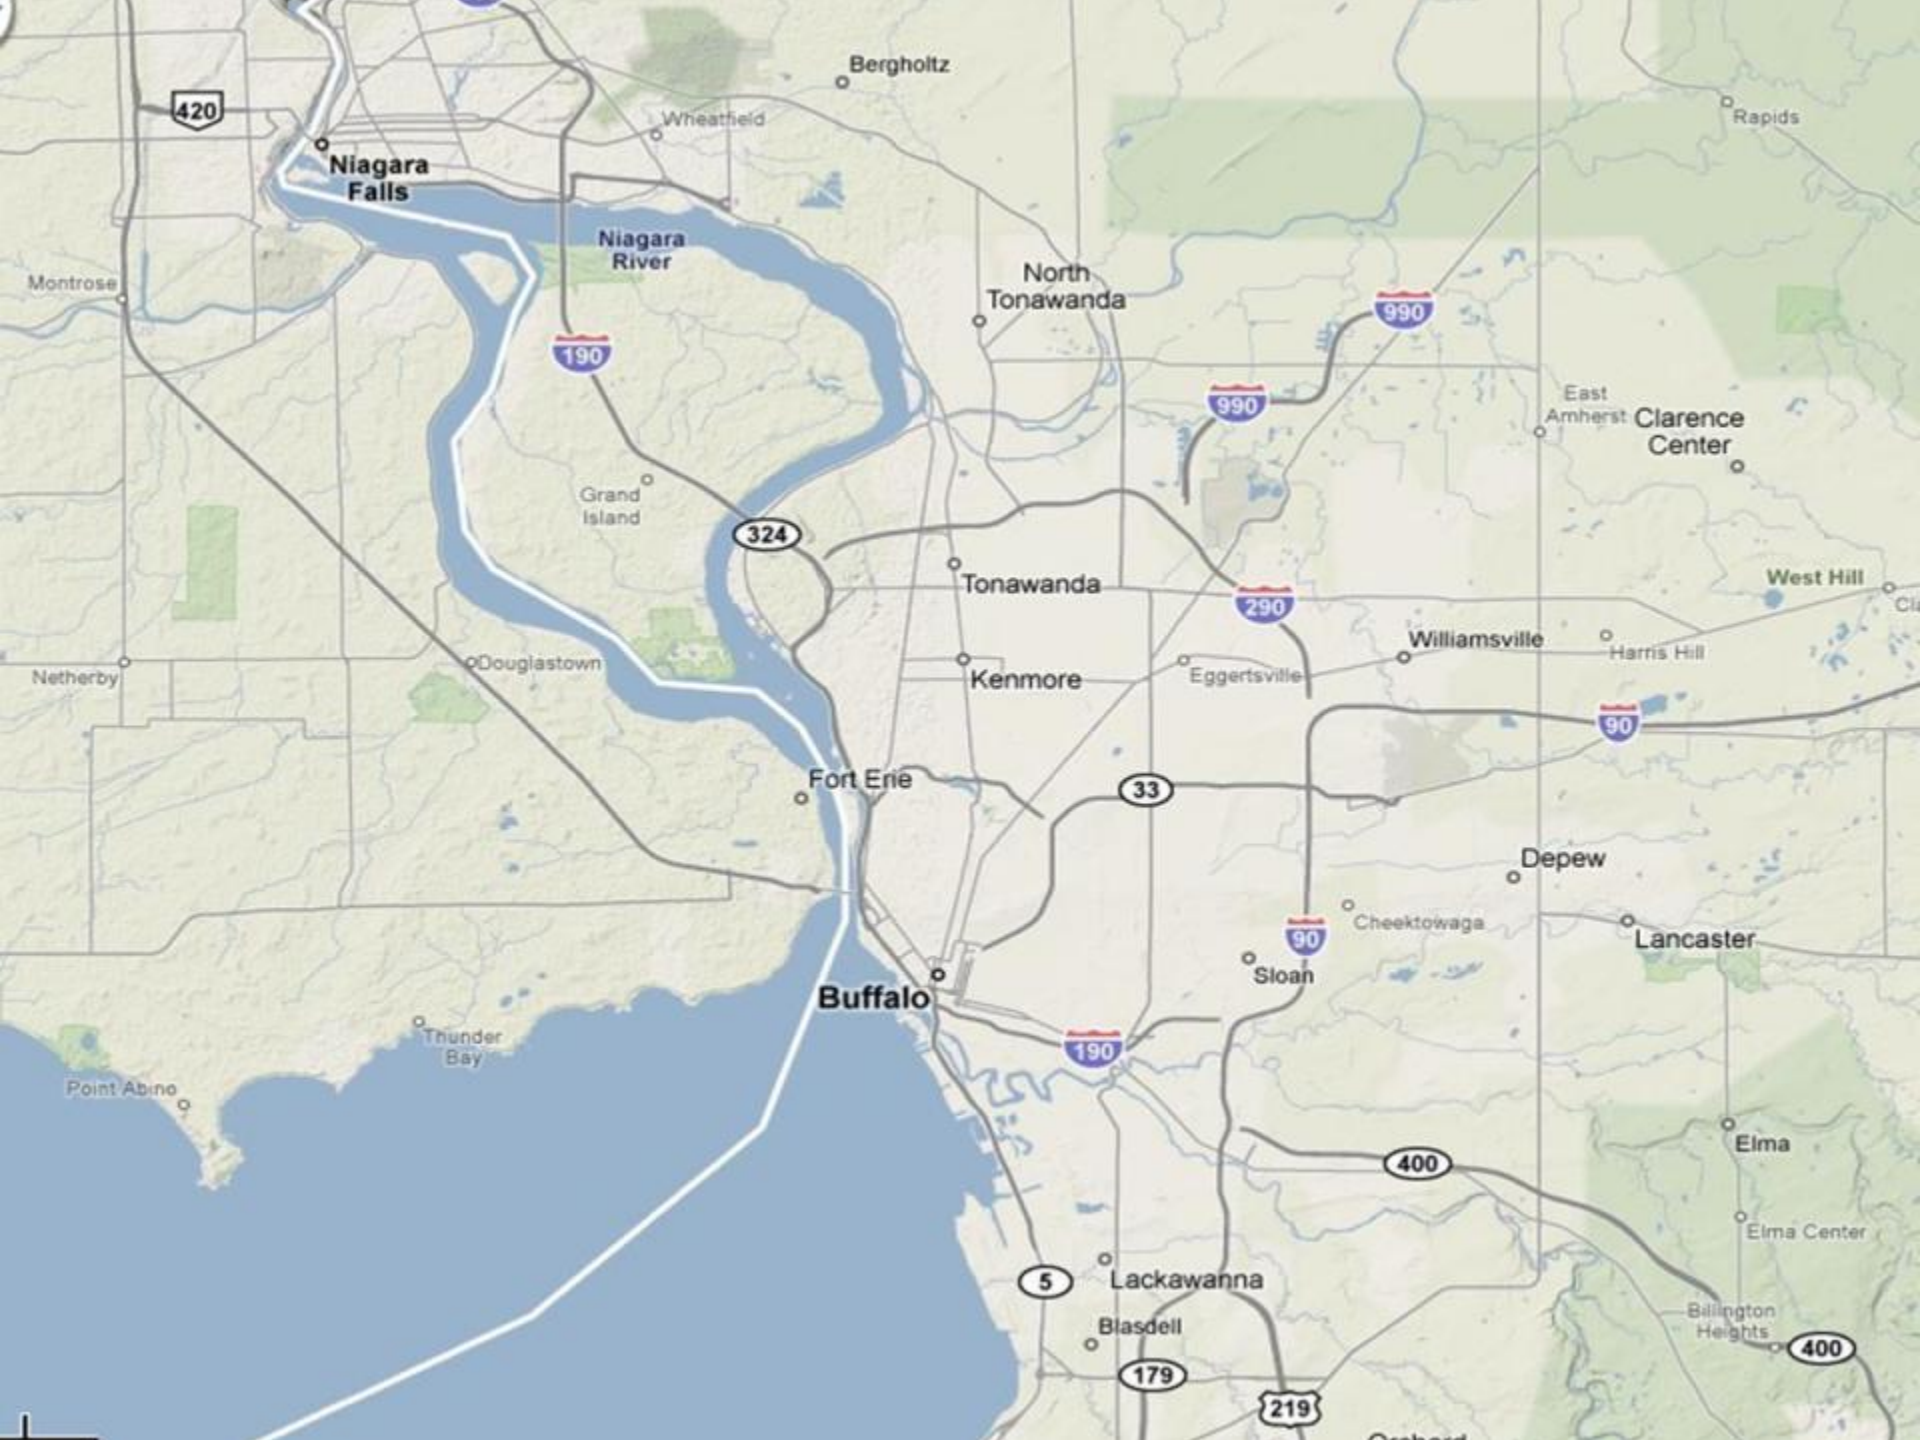 Bergholtz
420
Wheatfield
Rapids
Niagara
Falls
Niagara
River
Montrose
North
Tonawanda
990
190
990
East
Amherst
Clarence
Center
Grand
Island
324
Tonawanda
West Hill
290
Williamsville
Harris Hill
Netherby
Douglastown
Kenmore
Eggertsville
90
Fort Erie
33
Depew
Cheektowaga
90
Lancaster
Sloan
Buffalo
Thunder
Bay
190
Point Abino
Elma
400
Elma Center
5
Lackawanna
Blasdell
Billington
Heights
400
179
219